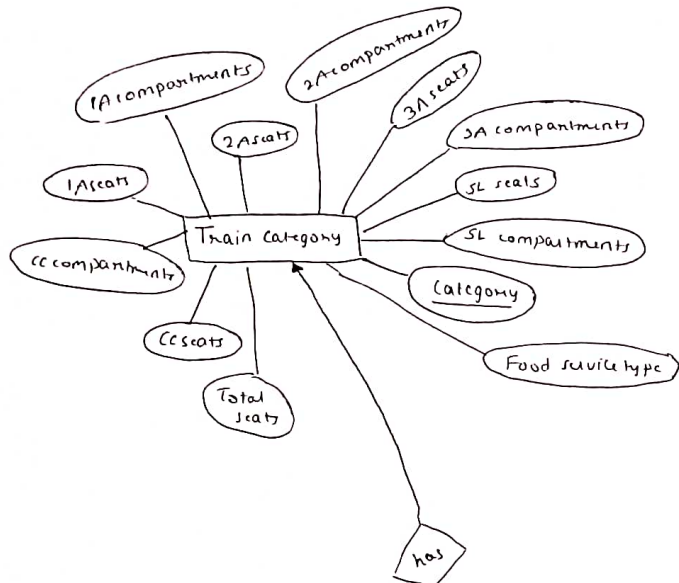 1A compartments
2A compartments
3A seats
2A seats
3A compartments
1A seats
SL seats
Train Category
SL compartments
CC compartments
Category
CC seats
Food service type
Total
seats
has